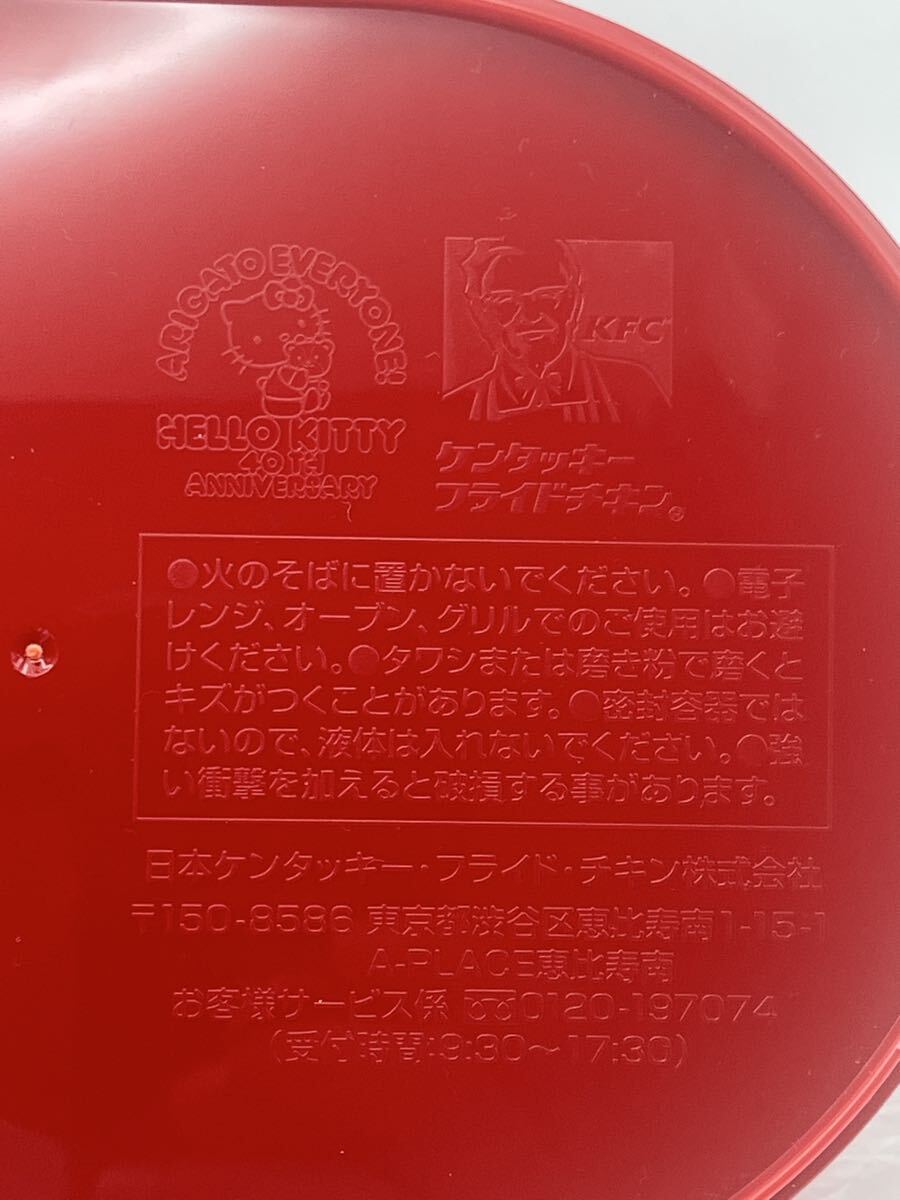 ARIGATO EVERYONE!
HELLO KITTY
40TH
ANNIVERSARY
KFC
ケンタッキー
フライドチキン®
●火のそばに置かないでください。●電子
レンジ、オーブン、グリルでのご使用はお避
けください。●タワシまたは磨き粉で磨くと
キズがつくことがあります。●密封容器では
ないので、液体は入れないでください。●強
い衝撃を加えると破損する事があります。
日本ケンタッキー・フライド・チキン株式会社
〒150-8586 東京都渋谷区恵比寿南1-15-1
A-PLACE恵比寿南
お客様サービス係 0120-197074
(受付時間:9:30～17:30)